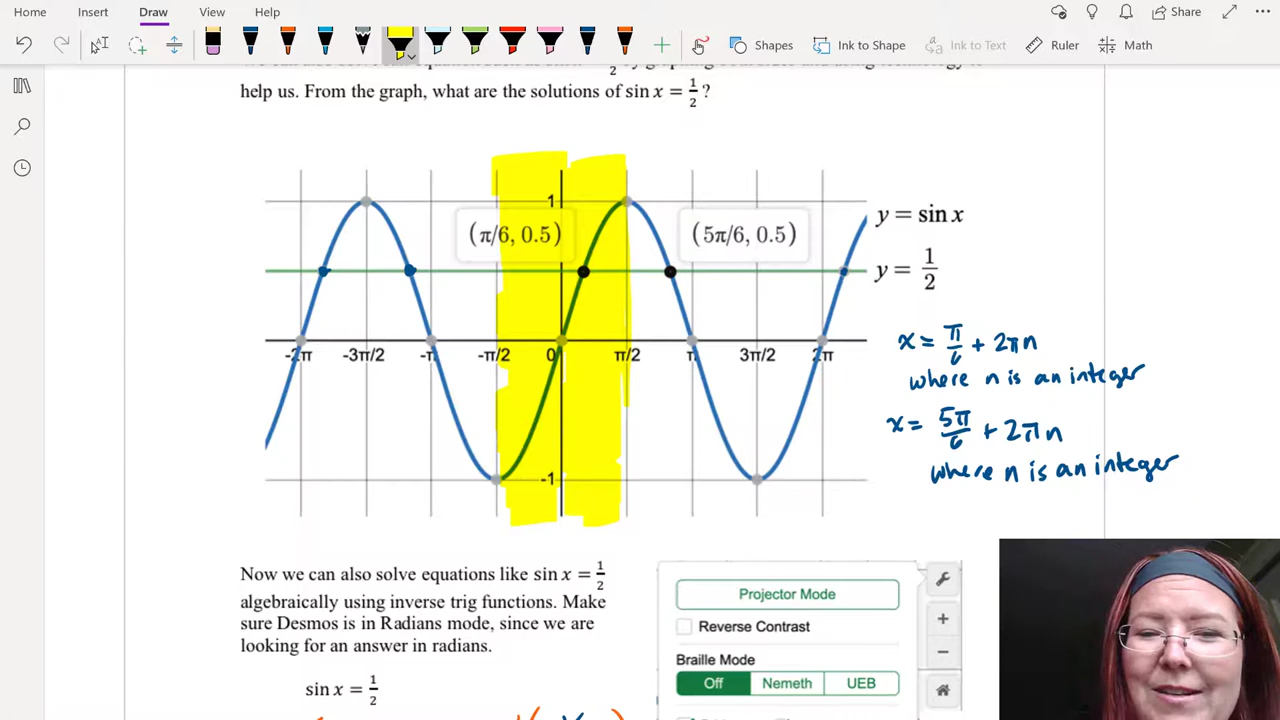 Home Insert Draw View Help Share
Shapes Ink to Shape Ink to Text Ruler Math
help us. From the graph, what are the solutions of sin x = 1/2 ?
1
(π/6, 0.5)
(5π/6, 0.5)
y = sin x
y = 1/2
-2π -3π/2 -π -π/2 0 π/2 π 3π/2 2π
-1
x = π/6 + 2πn
where n is an integer
x = 5π/6 + 2πn
where n is an integer
Now we can also solve equations like sin x = 1/2
algebraically using inverse trig functions. Make
sure Desmos is in Radians mode, since we are
looking for an answer in radians.
sin x = 1/2
Projector Mode
Reverse Contrast
Braille Mode
Off Nemeth UEB